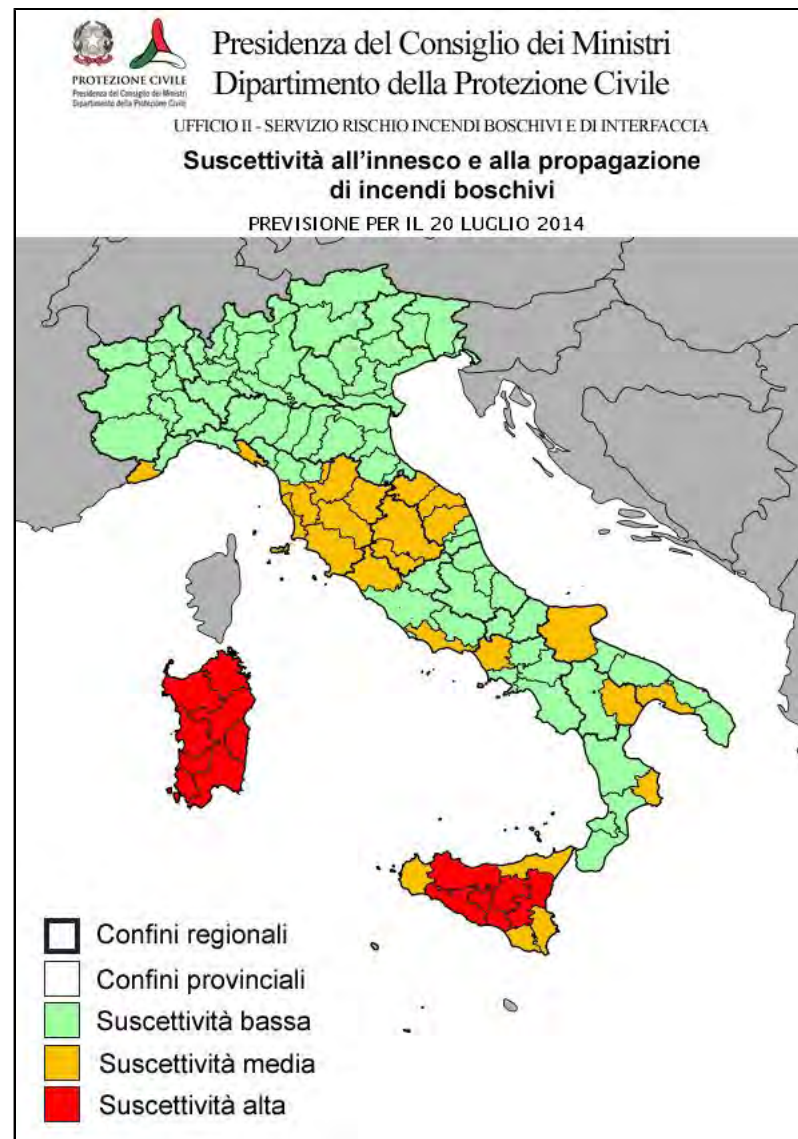 PROTEZIONE CIVILE
Presidenza del Consiglio dei Ministri
Dipartimento della Protezione Civile
Presidenza del Consiglio dei Ministri
Dipartimento della Protezione Civile
UFFICIO II - SERVIZIO RISCHIO INCENDI BOSCHIVI E DI INTERFACCIA
Suscettività all'innesco e alla propagazione
di incendi boschivi
PREVISIONE PER IL 20 LUGLIO 2014
Confini regionali
Confini provinciali
Suscettività bassa
Suscettività media
Suscettività alta